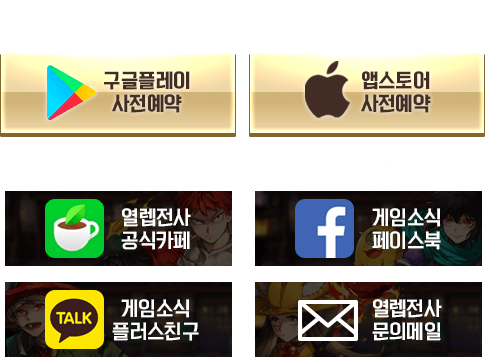 구글플레이
사전예약
앱스토어
사전예약
열렙전사
공식카페
게임소식
페이스북
TALK
게임소식
플러스친구
열렙전사
문의메일